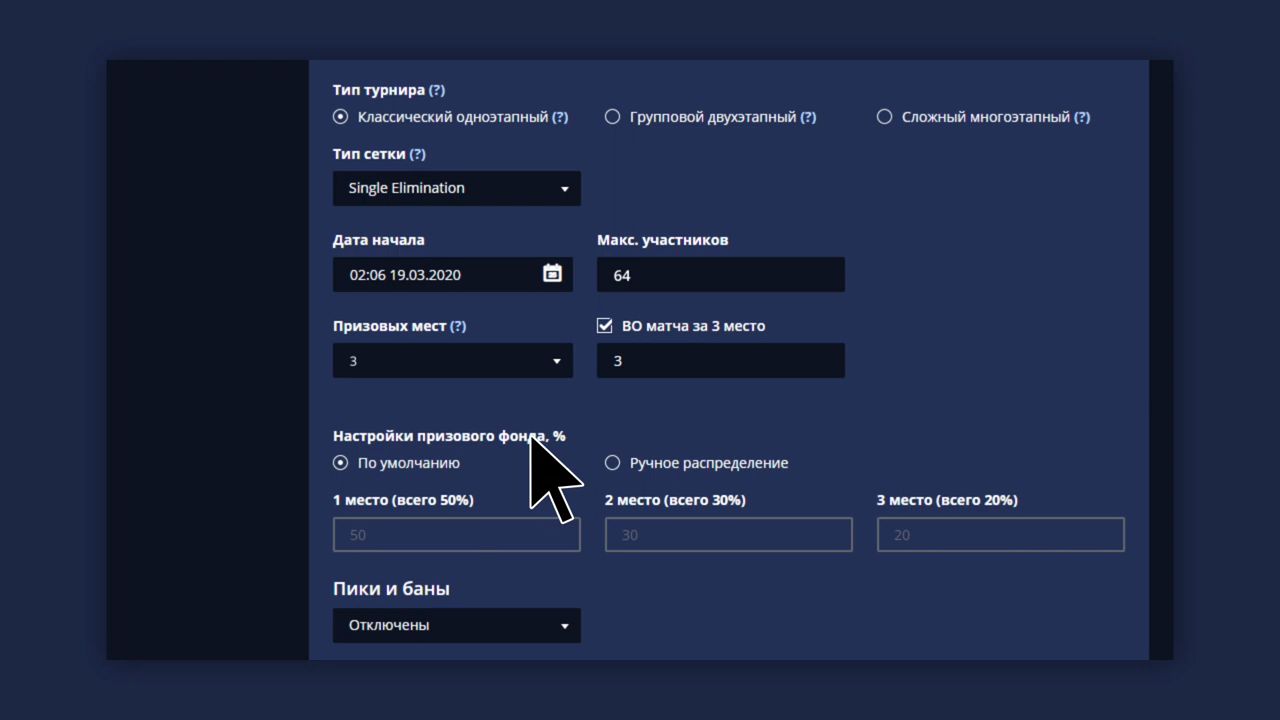 Тип турнира (?)
Классический одноэтапный (?) Групповой двухэтапный (?) Сложный многоэтапный (?)
Тип сетки (?)
Single Elimination
Дата начала Макс. участников
02:06 19.03.2020 64
Призовых мест (?) BO матча за 3 место
3 3
Настройки призового фонда, %
По умолчанию Ручное распределение
1 место (всего 50%) 2 место (всего 30%) 3 место (всего 20%)
50 30 20
Пики и баны
Отключены